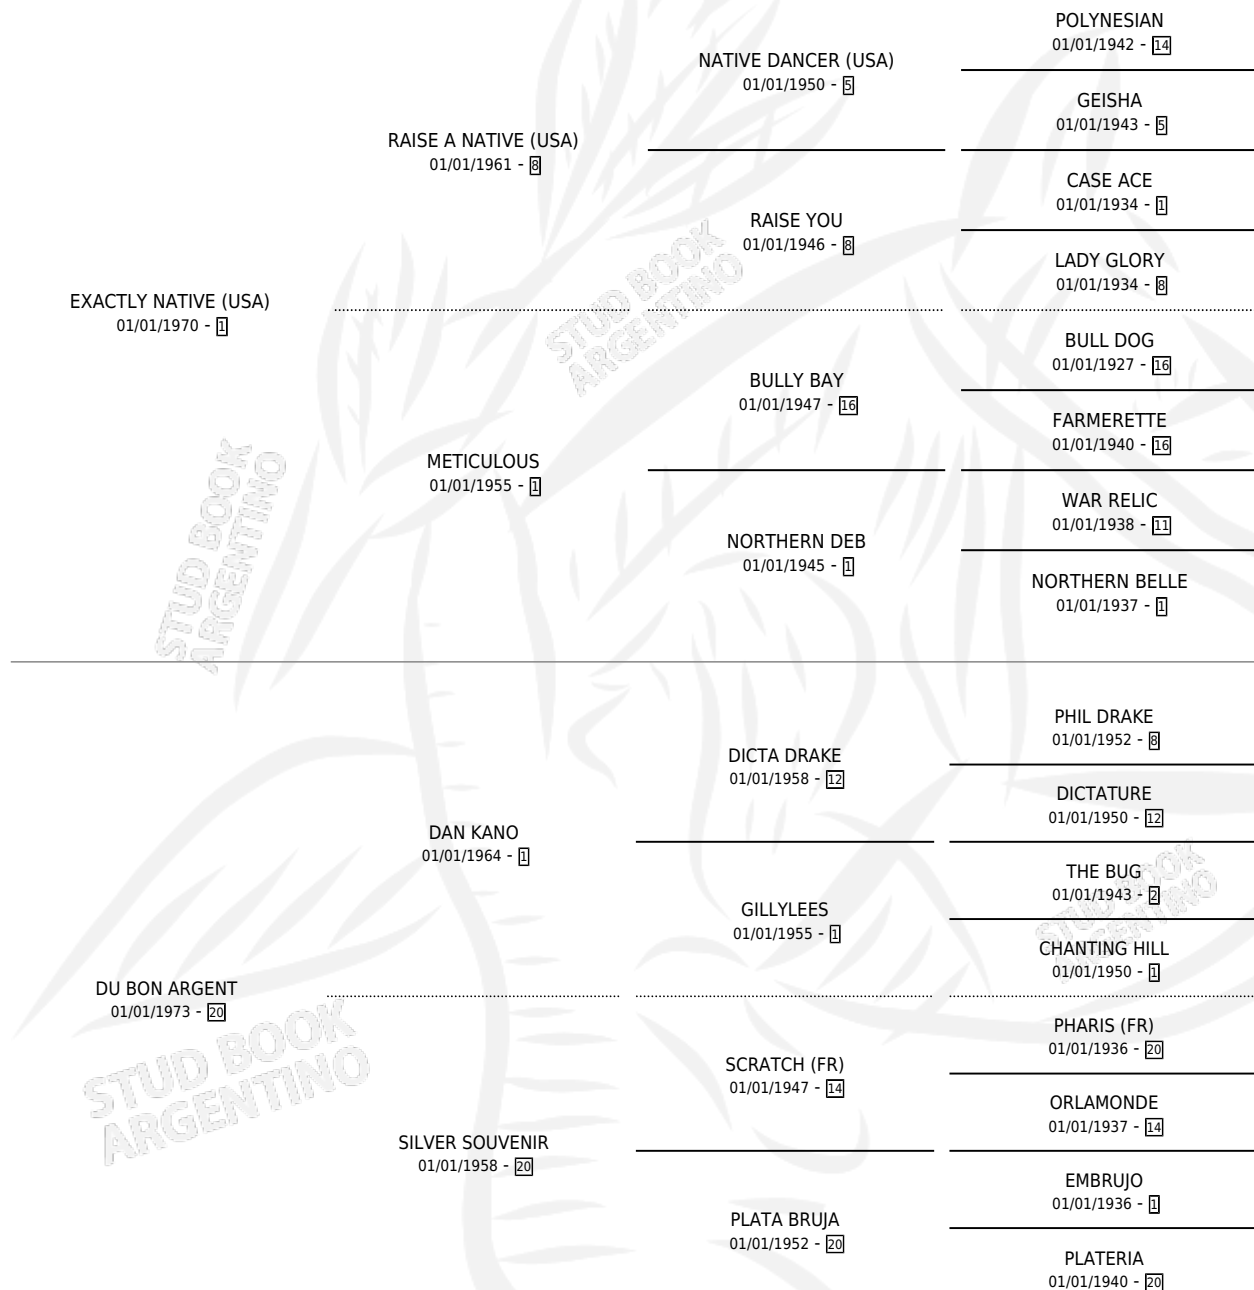 POLYNESIAN
01/01/1942 - 14
NATIVE DANCER (USA)
01/01/1950 - 5
GEISHA
01/01/1943 - 5
RAISE A NATIVE (USA)
01/01/1961 - 8
CASE ACE
01/01/1934 - 1
RAISE YOU
01/01/1946 - 8
LADY GLORY
01/01/1934 - 8
EXACTLY NATIVE (USA)
01/01/1970 - 1
BULL DOG
01/01/1927 - 16
BULLY BAY
01/01/1947 - 16
FARMERETTE
01/01/1940 - 16
METICULOUS
01/01/1955 - 1
WAR RELIC
01/01/1938 - 11
NORTHERN DEB
01/01/1945 - 1
NORTHERN BELLE
01/01/1937 - 1
PHIL DRAKE
01/01/1952 - 8
DICTA DRAKE
01/01/1958 - 12
DICTATURE
01/01/1950 - 12
DAN KANO
01/01/1964 - 1
THE BUG
01/01/1943 - 2
GILLYLEES
01/01/1955 - 1
CHANTING HILL
01/01/1950 - 1
DU BON ARGENT
01/01/1973 - 20
PHARIS (FR)
01/01/1936 - 20
SCRATCH (FR)
01/01/1947 - 14
ORLAMONDE
01/01/1937 - 14
SILVER SOUVENIR
01/01/1958 - 20
EMBRUJO
01/01/1936 - 1
PLATA BRUJA
01/01/1952 - 20
PLATERIA
01/01/1940 - 20
STUD BOOK
ARGENTINO
STUD BOOK
ARGENTINO
STUD BOOK
ARGENTINO
STUD BOOK
ARGENTINO